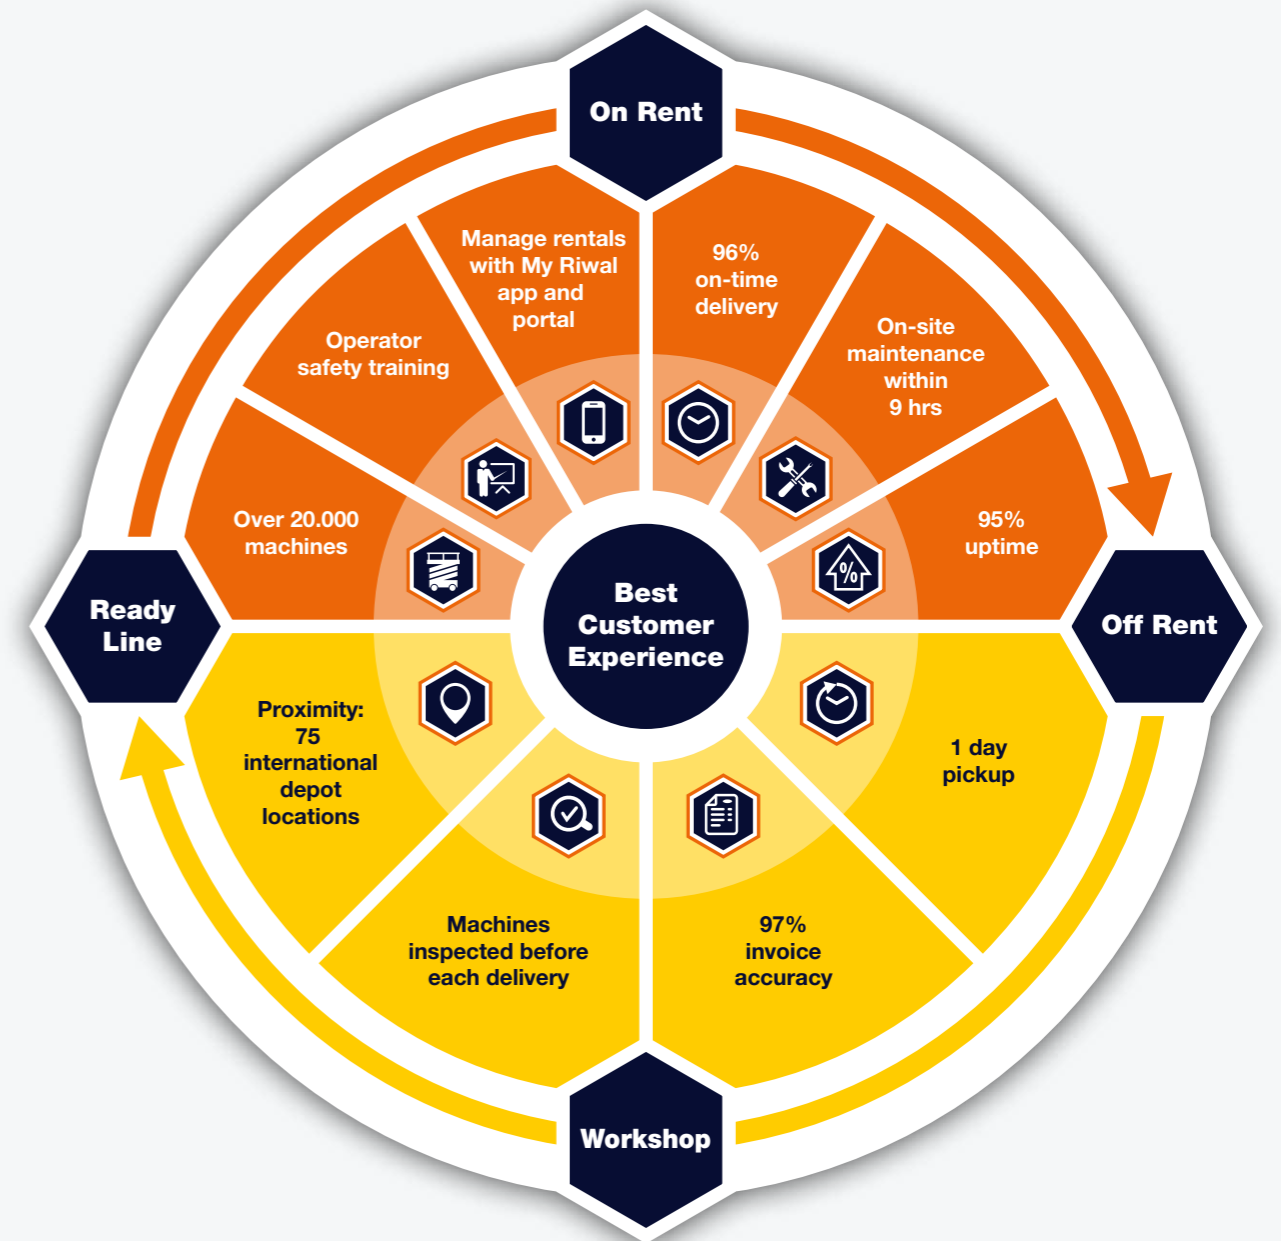 On Rent
Manage rentals
with My Riwal
app and
portal
96%
on-time
delivery
On-site
maintenance
within
9 hrs
Operator
safety training
Over 20.000
machines
95%
uptime
Ready
Line
Best
Customer
Experience
%
Off Rent
Proximity:
75
international
depot
locations
1 day
pickup
Machines
inspected before
each delivery
97%
invoice
accuracy
Workshop